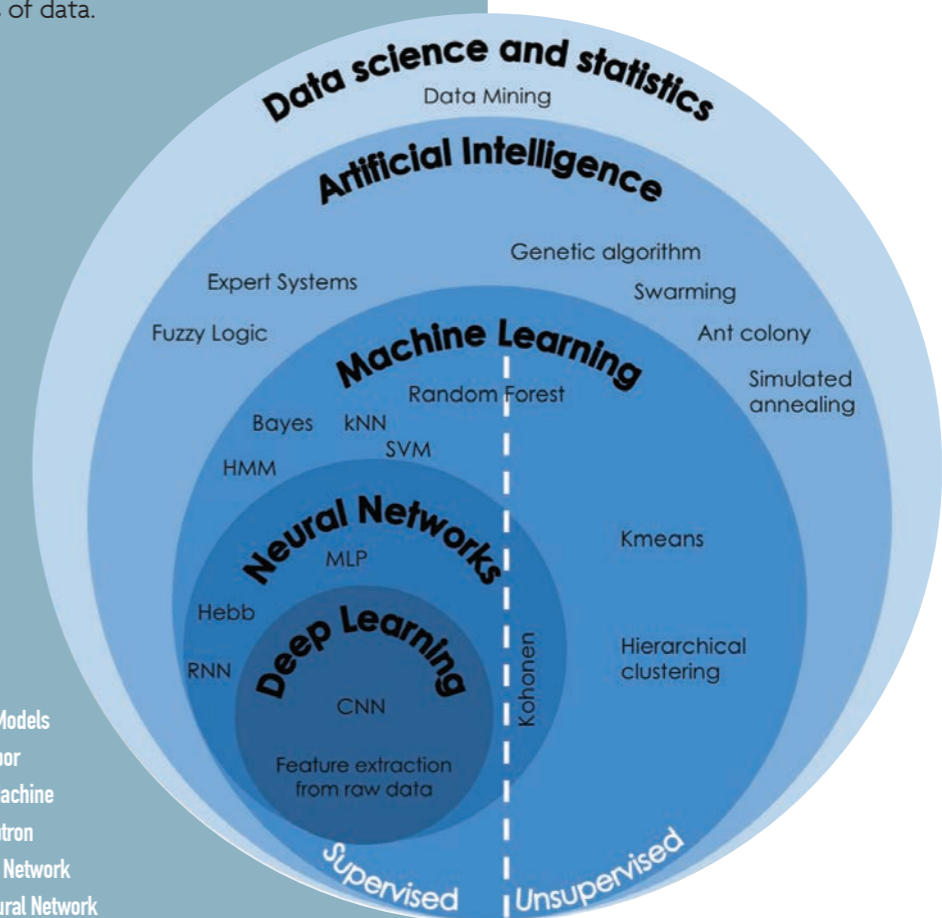 of data.
Data science and statistics
Data Mining
Artificial Intelligence
Genetic algorithm
Expert Systems
Swarming
Fuzzy Logic
Ant colony
Simulated
annealing
Machine Learning
Random Forest
Bayes
kNN
SVM
HMM
Neural Networks
MLP
Kmeans
Hebb
Deep Learning
RNN
Kohonen
Hierarchical
clustering
CNN
Feature extraction
from raw data
Supervised
Unsupervised
Models
achine
Network
ural Network